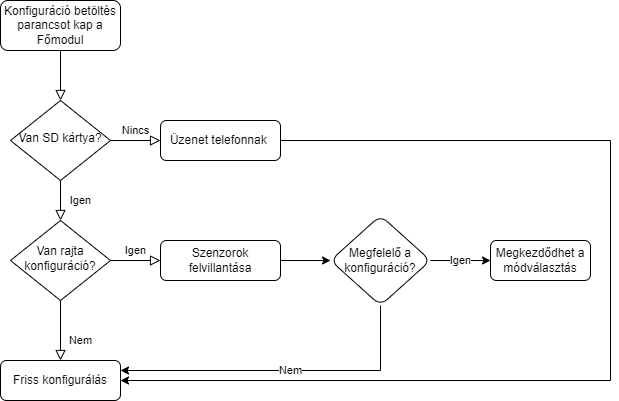 Konfiguráció betöltés
parancsot kap a
Főmodul
Van SD kártya?
Nincs
Üzenet telefonnak
Igen
Van rajta
konfiguráció?
Igen
Szenzorok
felvillantása
Megfelelő a
konfiguráció?
Igen
Megkezdődhet a
módválasztás
Nem
Nem
Friss konfigurálás